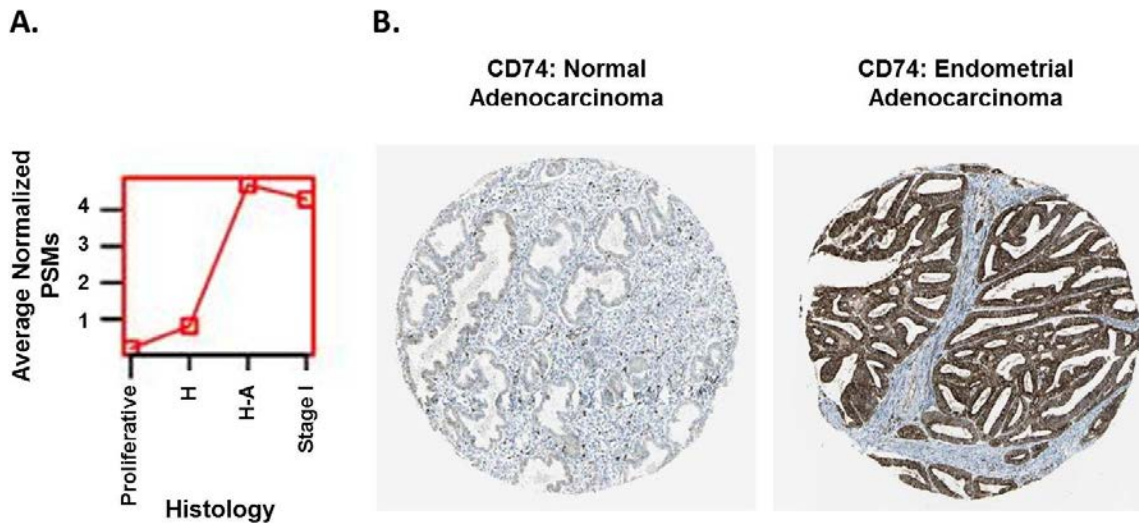 A.
B.
CD74: Normal
Adenocarcinoma
CD74: Endometrial
Adenocarcinoma
Average Normalized
PSMs
4
3
2
1
Proliferative
H
H-A
Stage I
Histology